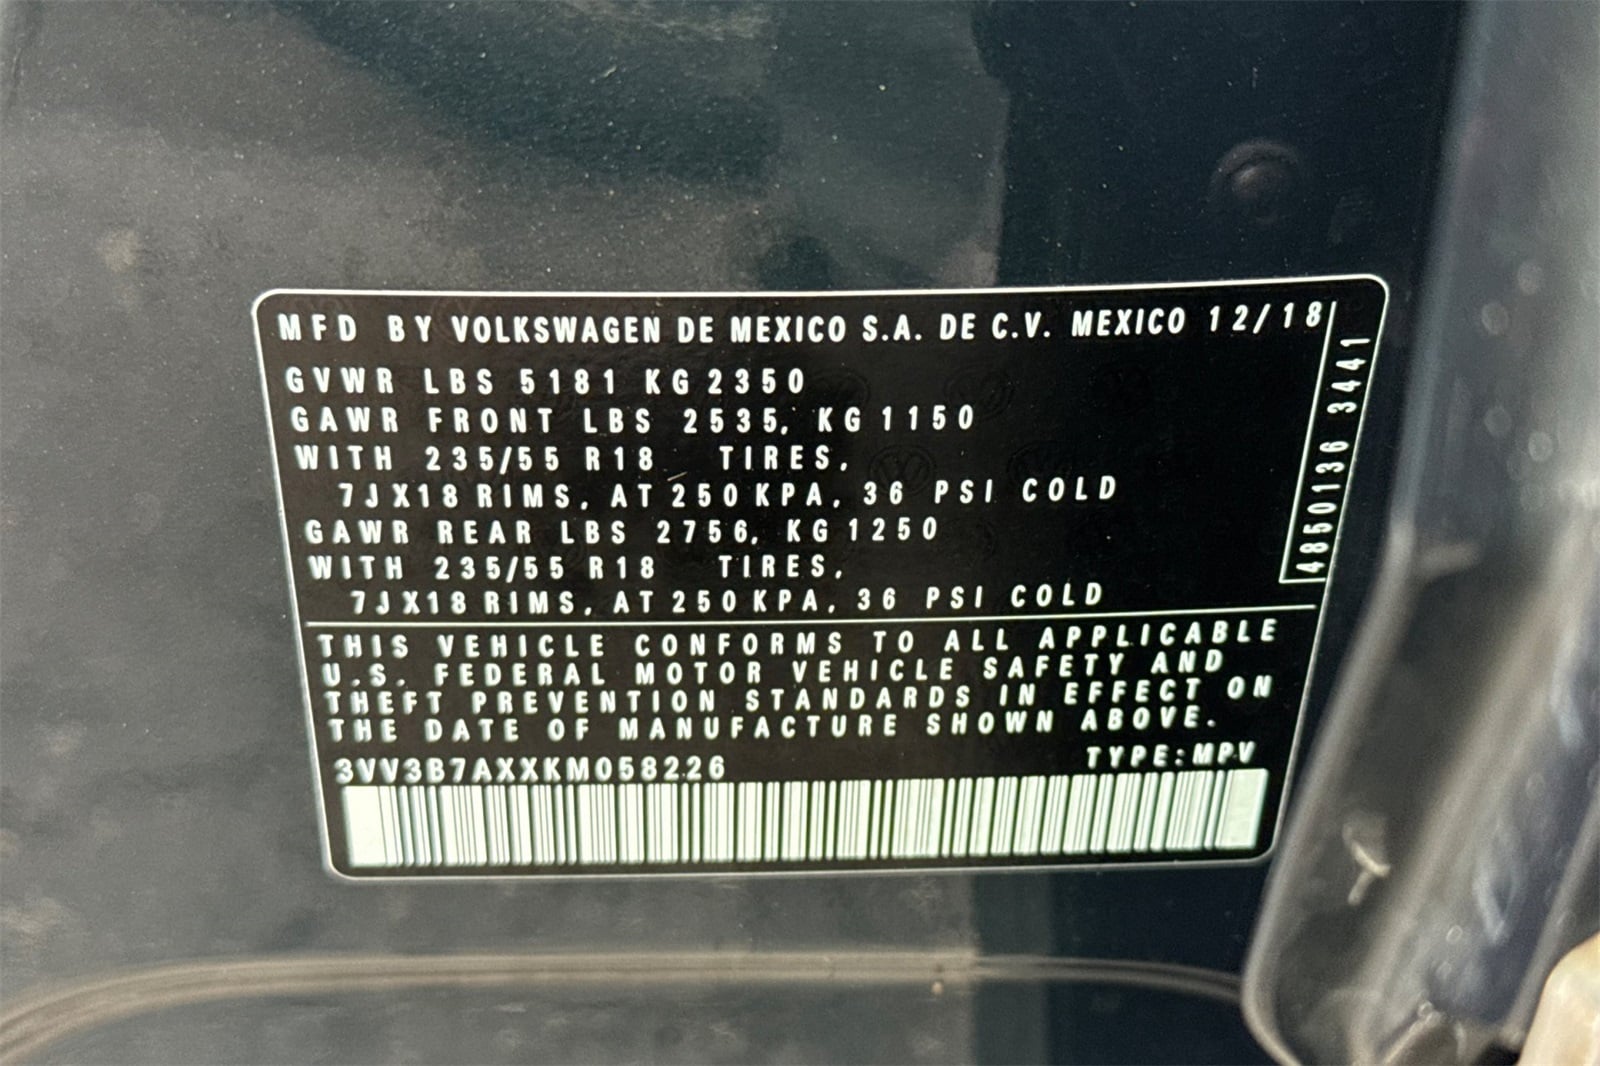 MFD BY VOLKSWAGEN DE MEXICO S.A. DE C.V. MEXICO 12/18
GVWR LBS 5181 KG 2350
GAWR FRONT LBS 2535, KG 1150
WITH 235/55 R18 TIRES,
7JX18 RIMS, AT 250 KPA, 36 PSI COLD
GAWR REAR LBS 2756, KG 1250
WITH 235/55 R18 TIRES,
7JX18 RIMS, AT 250 KPA, 36 PSI COLD
4850136 3441
THIS VEHICLE CONFORMS TO ALL APPLICABLE
U.S. FEDERAL MOTOR VEHICLE SAFETY AND
THEFT PREVENTION STANDARDS IN EFFECT ON
THE DATE OF MANUFACTURE SHOWN ABOVE.
3VV3B7AXXKM058226 TYPE:MPV